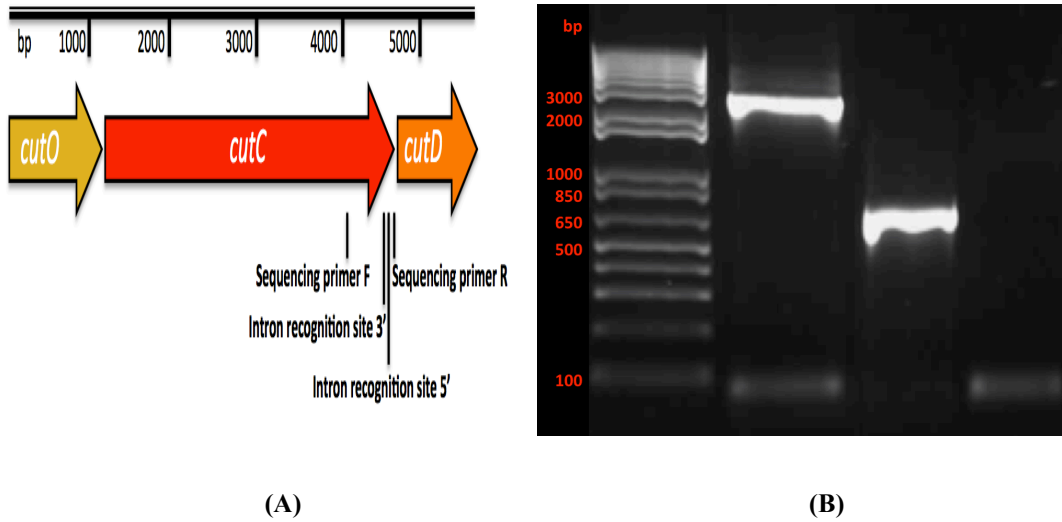 bp 1000 2000 3000 4000 5000
cutO cutC cutD
Sequencing primer F Sequencing primer R
Intron recognition site 3'
Intron recognition site 5'
(A)
bp
3000
2000
1000
850
650
500
100
(B)